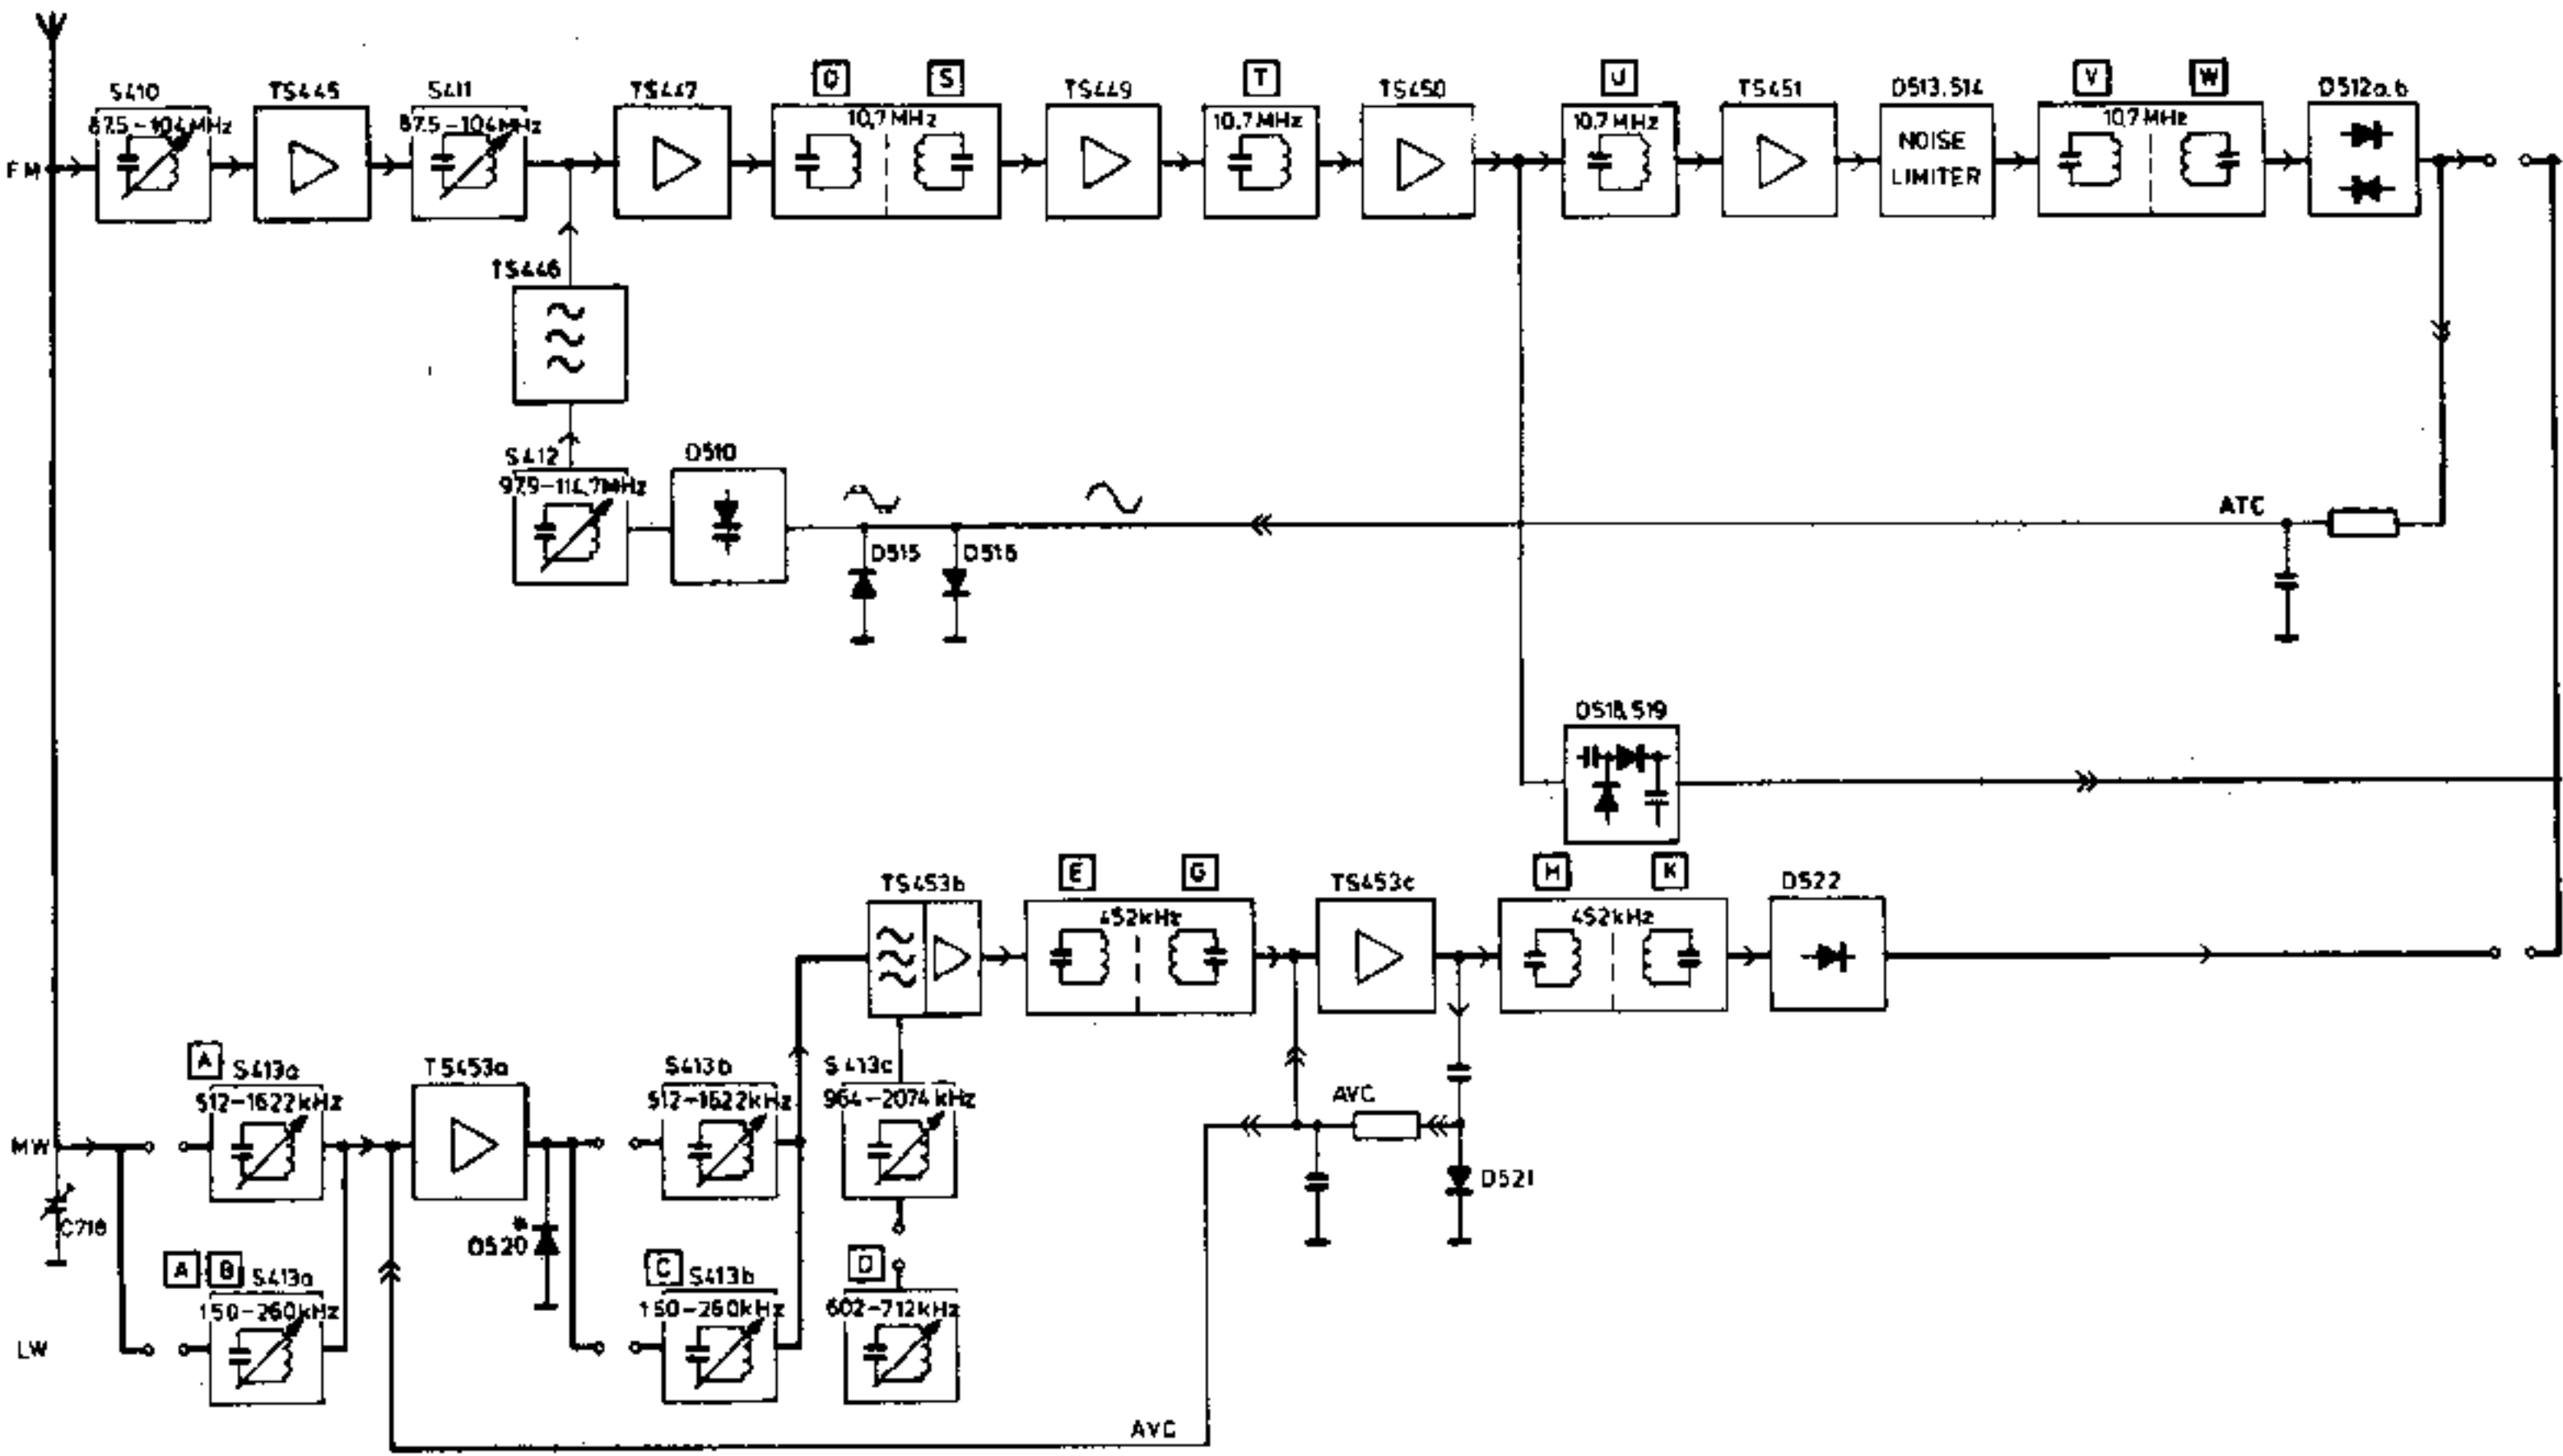 Q S T U V W
S410 TS445 S411 TS447 TS449 TS450 TS451 D513.514 D512a.b
87.5-104MHz 87.5-104MHz 10.7MHz 10.7MHz 10.7MHz NOISE LIMITER 10.7MHz
FM
TS446
S412 D510
97.9-114.7MHz
D515 D516
ATC
D518.519
E G H K
TS453b TS453c D522
452kHz 452kHz
A S413a TS453a S413b S413c
512-1622kHz 512-1622kHz 964-2074kHz
AVC
MW
D521
C718
*
D520
A B S413a C S413b D
150-260kHz 150-260kHz 602-712kHz
LW
AVC